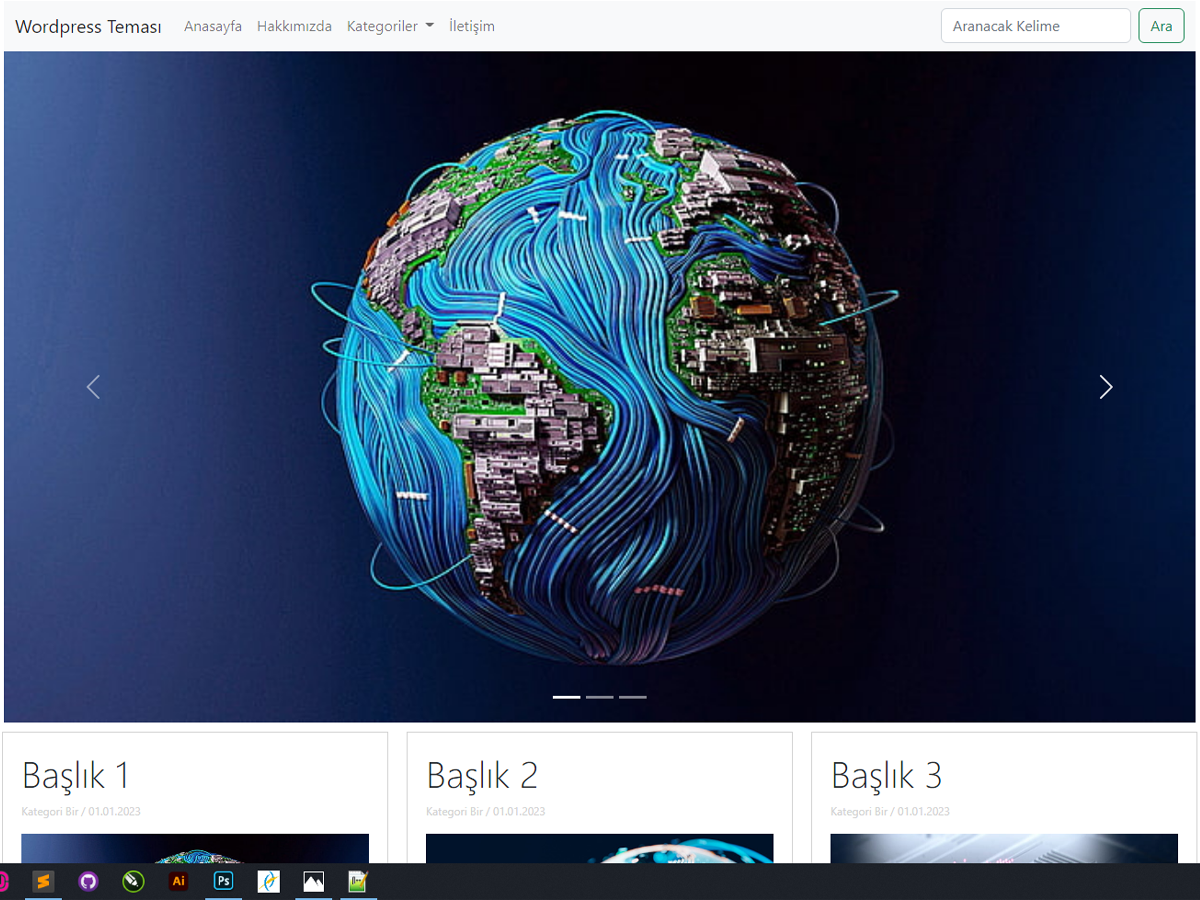 Wordpress Teması Anasayfa Hakkımızda Kategoriler İletişim Aranacak Kelime Ara
Başlık 1
Kategori Bir / 01.01.2023
Başlık 2
Kategori Bir / 01.01.2023
Başlık 3
Kategori Bir / 01.01.2023
Ai Ps